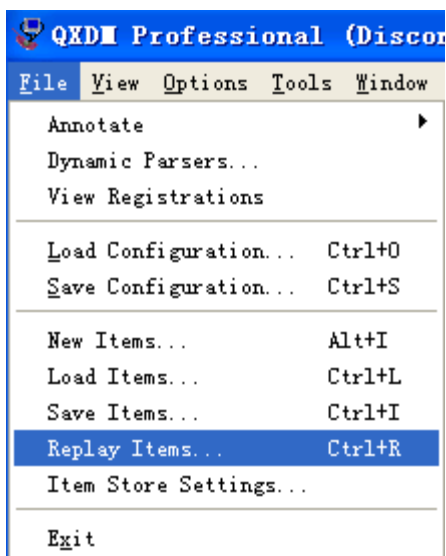 QXDM Professional (Discor
File View Options Tools Window
Annotate
Dynamic Parsers...
View Registrations
Load Configuration... Ctrl+O
Save Configuration... Ctrl+S
New Items... Alt+I
Load Items... Ctrl+L
Save Items... Ctrl+I
Replay Items... Ctrl+R
Item Store Settings...
Exit